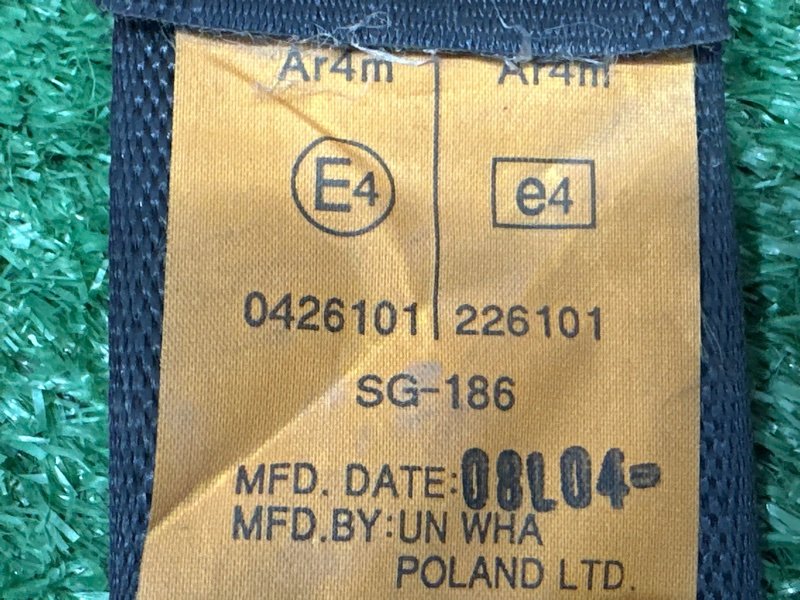 Ar4m Ar4m
E4 e4
0426101 226101
SG-186
MFD. DATE:08L04-
MFD.BY:UN WHA
POLAND LTD.